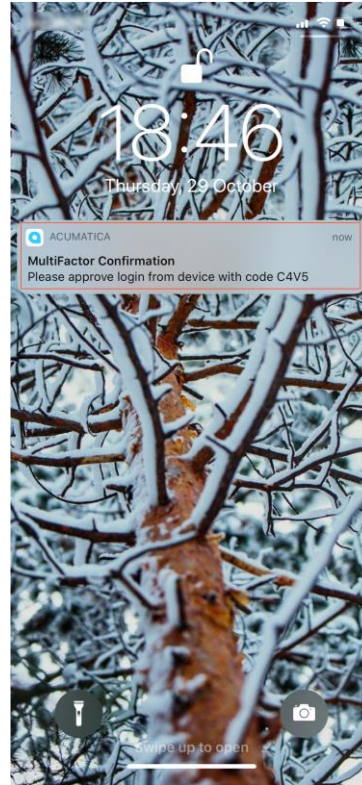 18:46
Thursday, 29 October
ACUMATICA now
MultiFactor Confirmation
Please approve login from device with code C4V5
Swipe up to open